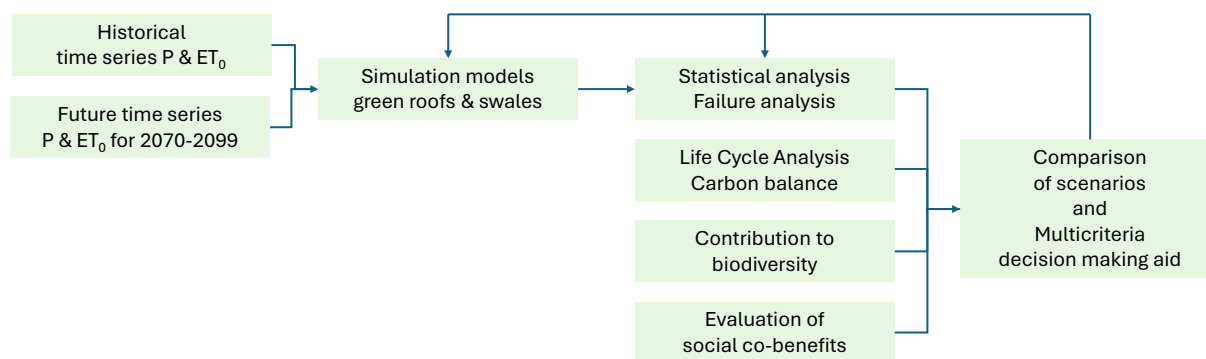 Historical
time series P & ET₀
Future time series
P & ET₀ for 2070-2099
Simulation models
green roofs & swales
Statistical analysis
Failure analysis
Life Cycle Analysis
Carbon balance
Contribution to
biodiversity
Evaluation of
social co-benefits
Comparison
of scenarios
and
Multicriteria
decision making aid